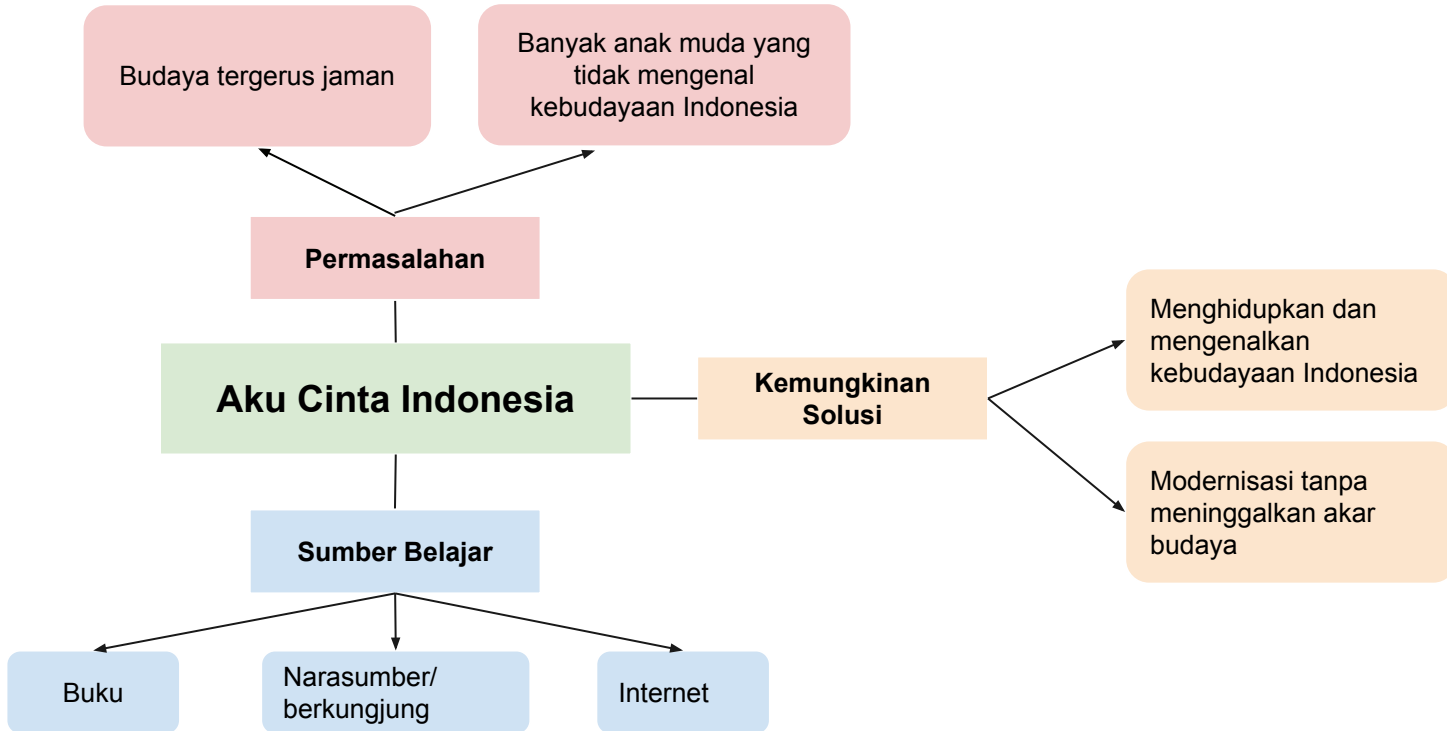 Budaya tergerus jaman
Banyak anak muda yang
tidak mengenal
kebudayaan Indonesia
Permasalahan
Aku Cinta Indonesia
Kemungkinan
Solusi
Menghidupkan dan
mengenalkan
kebudayaan Indonesia
Modernisasi tanpa
meninggalkan akar
budaya
Sumber Belajar
Buku
Narasumber/
berkungjung
Internet